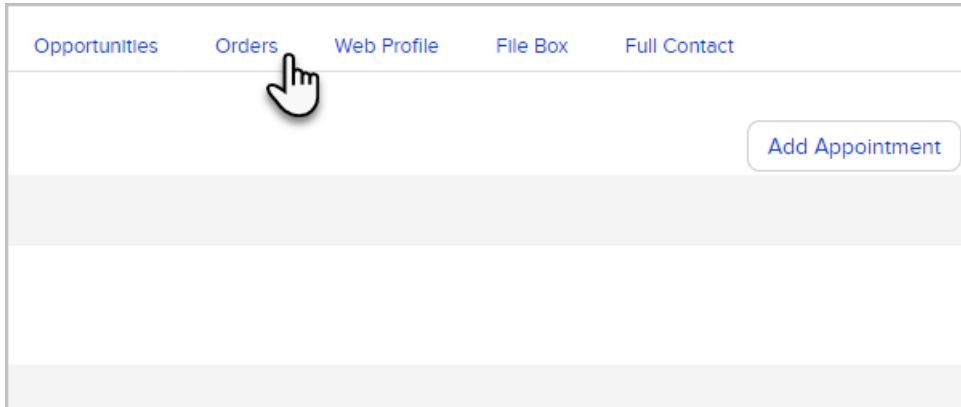 Opportunities Orders Web Profile File Box Full Contact
Add Appointment